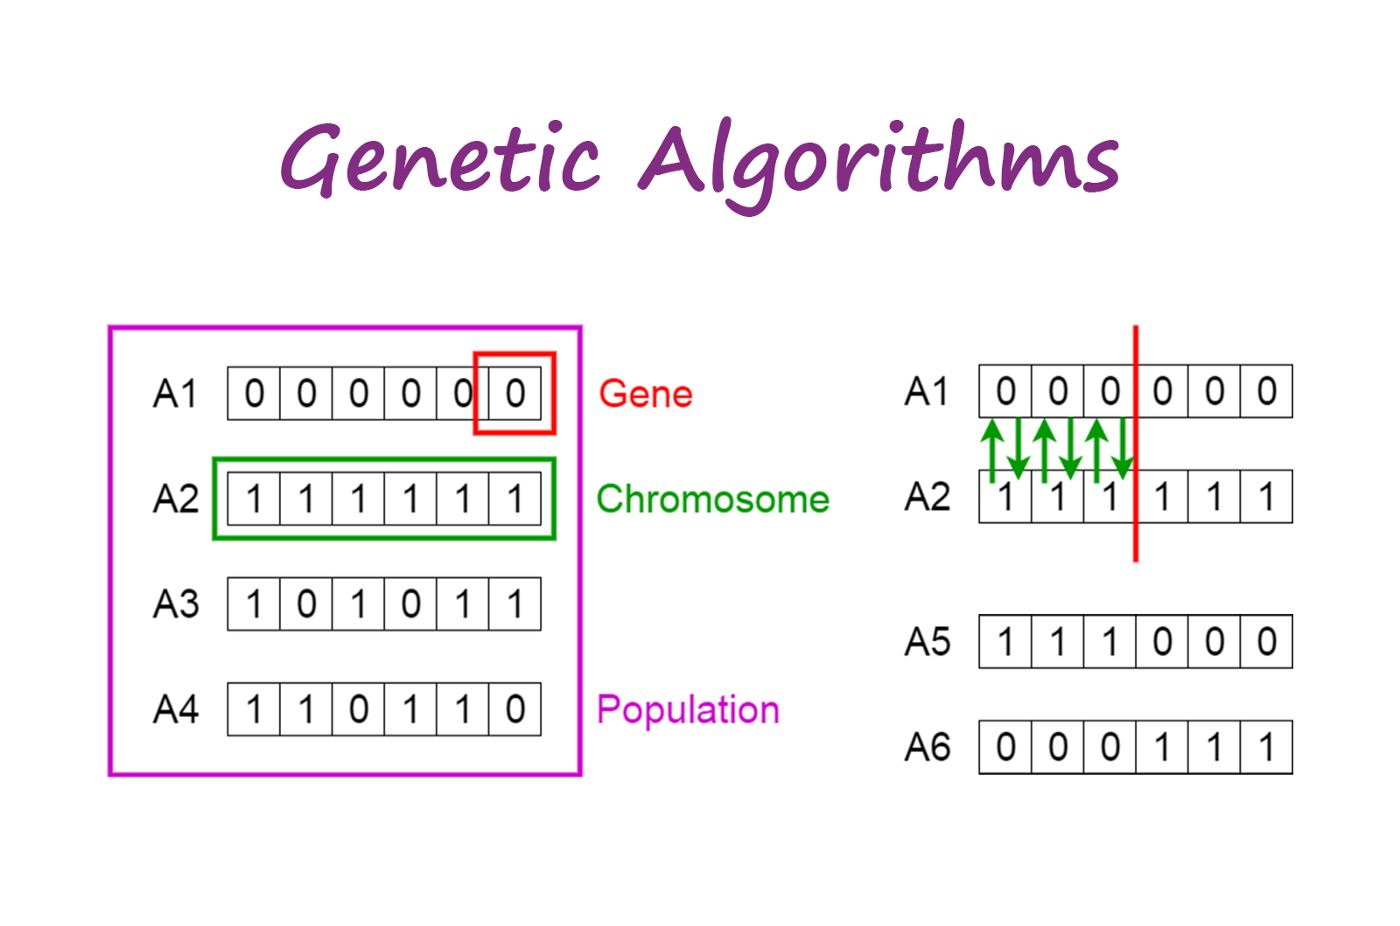 Genetic Algorithms
A1 0 0 0 0 0 0 Gene
A2 1 1 1 1 1 1 Chromosome
A3 1 0 1 0 1 1
A4 1 1 0 1 1 0 Population
A1 0 0 0 0 0 0
A2 1 1 1 1 1 1
A5 1 1 1 0 0 0
A6 0 0 0 1 1 1